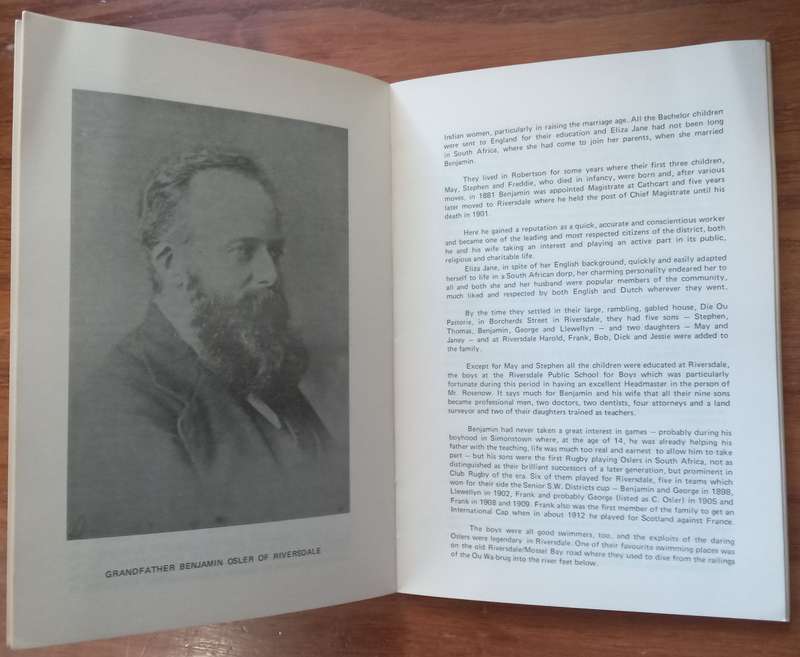 GRANDFATHER BENJAMIN OSLER OF RIVERSDALE
Indian women, particularly in raising the marriage age. All the Bachelor children
were sent to England for their education and Eliza Jane had not been long
in South Africa, where she had come to join her parents, when she married
Benjamin.
They lived in Robertson for some years where their first three children,
May, Stephen and Freddie, who died in infancy, were born and, after various
moves, in 1881 Benjamin was appointed Magistrate at Cathcart and five years
later moved to Riversdale where he held the post of Chief Magistrate until his
death in 1901.
Here he gained a reputation as a quick, accurate and conscientious worker
and became one of the leading and most respected citizens of the district, both
he and his wife taking an interest and playing an active part in its public,
religious and charitable life.
Eliza Jane, in spite of her English background, quickly and easily adapted
herself to life in a South African dorp, her charming personality endeared her to
all and both she and her husband were popular members of the community,
much liked and respected by both English and Dutch wherever they went.
By the time they settled in their large, rambling, gabled house, Die Ou
Pastorie, in Borcherds Street in Riversdale, they had five sons — Stephen,
Thomas, Benjamin, George and Llewellyn — and two daughters — May and
Janey — and at Riversdale Harold, Frank, Bob, Dick and Jessie were added to
the family.
Except for May and Stephen all the children were educated at Riversdale,
the boys at the Riversdale Public School for Boys which was particularly
fortunate during this period in having an excellent Headmaster in the person of
Mr. Rosenow. It says much for Benjamin and his wife that all their nine sons
became professional men, two doctors, two dentists, four attorneys and a land
surveyor and two of their daughters trained as teachers.
Benjamin had never taken a great interest in games — probably during his
boyhood in Simonstown where, at the age of 14, he was already helping his
father with the teaching, life was much too real and earnest to allow him to take
part — but his sons were the first Rugby playing Oslers in South Africa, not as
distinguished as their brilliant successors of a later generation, but prominent in
Club Rugby of the era. Six of them played for Riversdale, five in teams which
won for their side the Senior S.W. Districts cup — Benjamin and George in 1898,
Llewellyn in 1902, Frank and probably George (listed as C. Osler) in 1905 and
Frank in 1908 and 1909. Frank also was the first member of the family to get an
International Cap when in about 1912 he played for Scotland against France.
The boys were all good swimmers, too, and the exploits of the daring
Oslers were legendary in Riversdale. One of their favourite swimming places was
on the old Riversdale/Mossel Bay road where they used to dive from the railings
of the Ou Wa brug into the river feet below.